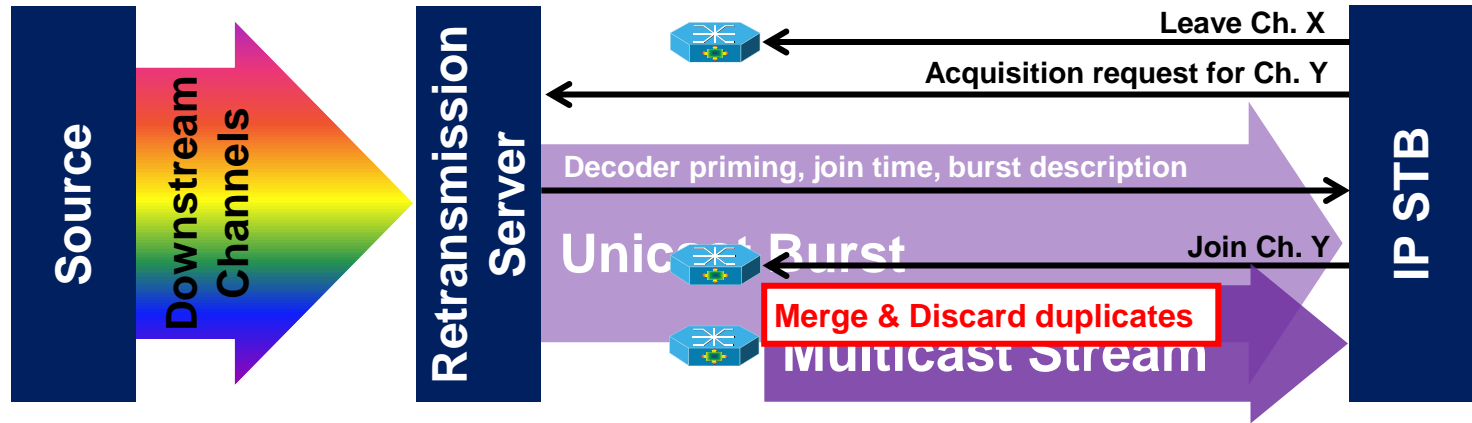 Source
Downstream
Channels
Retransmission
Server
Leave Ch. X
Acquisition request for Ch. Y
Decoder priming, join time, burst description
Unicast Burst
Join Ch. Y
Merge & Discard duplicates
Multicast Stream
IP STB